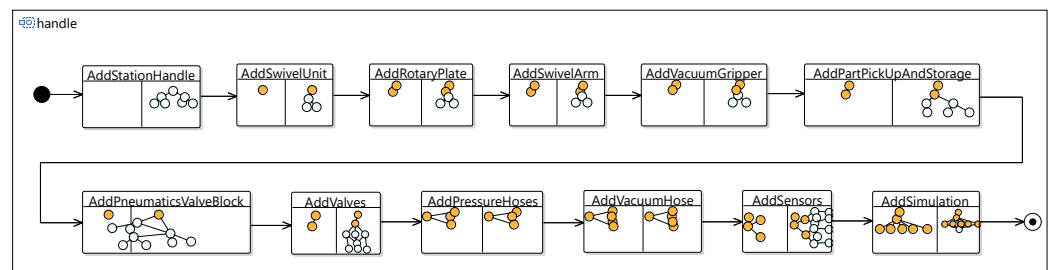 handle
AddStationHandle
AddSwivelUnit
AddRotaryPlate
AddSwivelArm
AddVacuumGripper
AddPartPickUpAndStorage
AddPneumaticsValveBlock
AddValves
AddPressureHoses
AddVacuumHose
AddSensors
AddSimulation